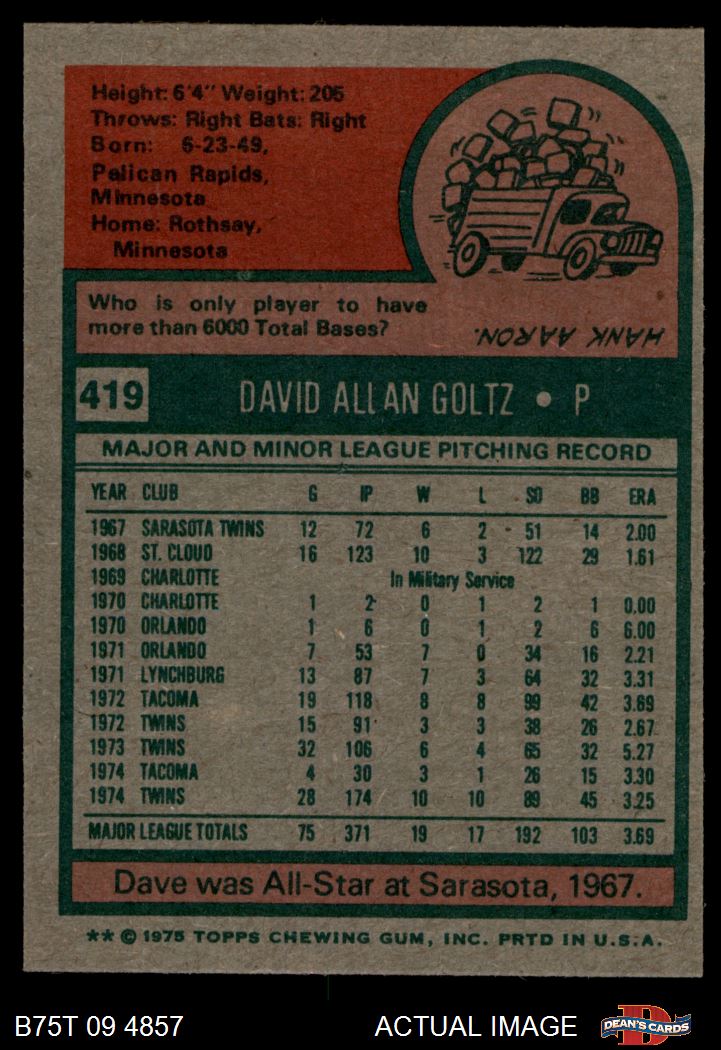 Height: 6'4" Weight: 205
Throws: Right Bats: Right
Born: 6-23-49,
Pelican Rapids,
Minnesota
Home: Rothsay,
Minnesota
Who is only player to have
more than 6000 Total Bases?
HANK AARON.
419 DAVID ALLAN GOLTZ • P
MAJOR AND MINOR LEAGUE PITCHING RECORD
YEAR CLUB G IP W L SO BB ERA
1967 SARASOTA TWINS 12 72 6 2 51 14 2.00
1968 ST. CLOUD 16 123 10 3 122 29 1.61
1969 CHARLOTTE In Military Service
1970 CHARLOTTE 1 2 0 1 2 1 0.00
1970 ORLANDO 1 6 0 1 2 6 6.00
1971 ORLANDO 7 53 7 0 34 16 2.21
1971 LYNCHBURG 13 87 7 3 64 32 3.31
1972 TACOMA 19 118 8 8 99 42 3.69
1972 TWINS 15 91 3 3 38 26 2.67
1973 TWINS 32 106 6 4 65 32 5.27
1974 TACOMA 4 30 3 1 26 15 3.30
1974 TWINS 28 174 10 10 89 45 3.25
MAJOR LEAGUE TOTALS 75 371 19 17 192 103 3.69
Dave was All-Star at Sarasota, 1967.
** © 1975 TOPPS CHEWING GUM, INC. PRTD IN U.S.A.
B75T 09 4857 ACTUAL IMAGE D DEAN'S CARDS